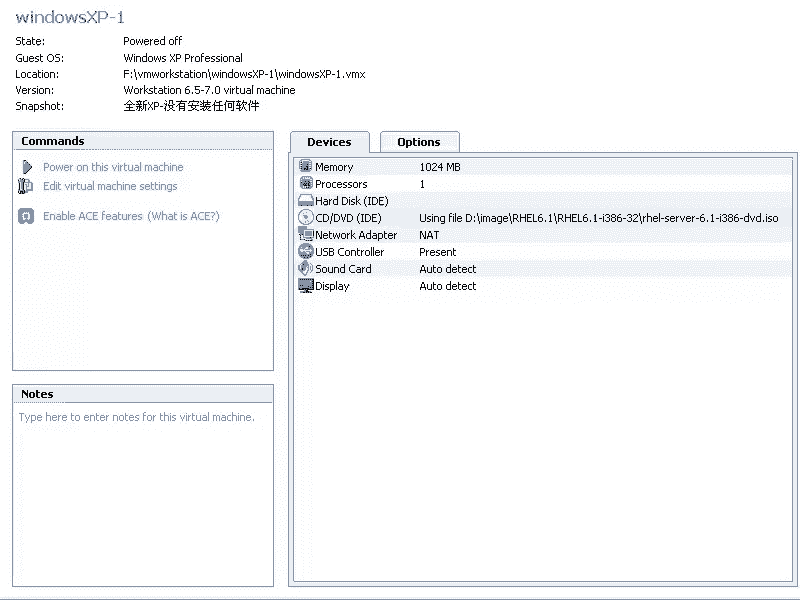 windowsXP-1
State: Powered off
Guest OS: Windows XP Professional
Location: F:\vmworkstation\windowsXP-1\windowsXP-1.vmx
Version: Workstation 6.5-7.0 virtual machine
Snapshot: 全新XP-没有安装任何软件
Commands
Power on this virtual machine
Edit virtual machine settings
Enable ACE features (What is ACE?)
Notes
Type here to enter notes for this virtual machine.
Devices Options
Memory 1024 MB
Processors 1
Hard Disk (IDE)
CD/DVD (IDE) Using file D:\image\RHEL6.1\RHEL6.1-i386-32\rhel-server-6.1-i386-dvd.iso
Network Adapter NAT
USB Controller Present
Sound Card Auto detect
Display Auto detect